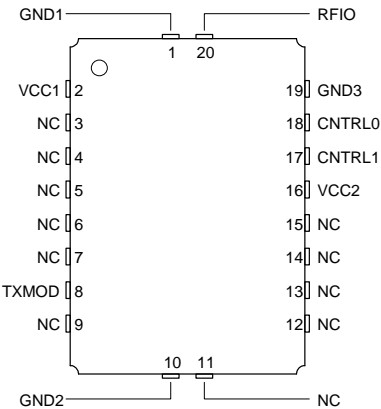 GND1 RFIO
1 20
VCC1 2 19 GND3
NC 3 18 CNTRL0
NC 4 17 CNTRL1
NC 5 16 VCC2
NC 6 15 NC
NC 7 14 NC
TXMOD 8 13 NC
NC 9 12 NC
10 11
GND2 NC